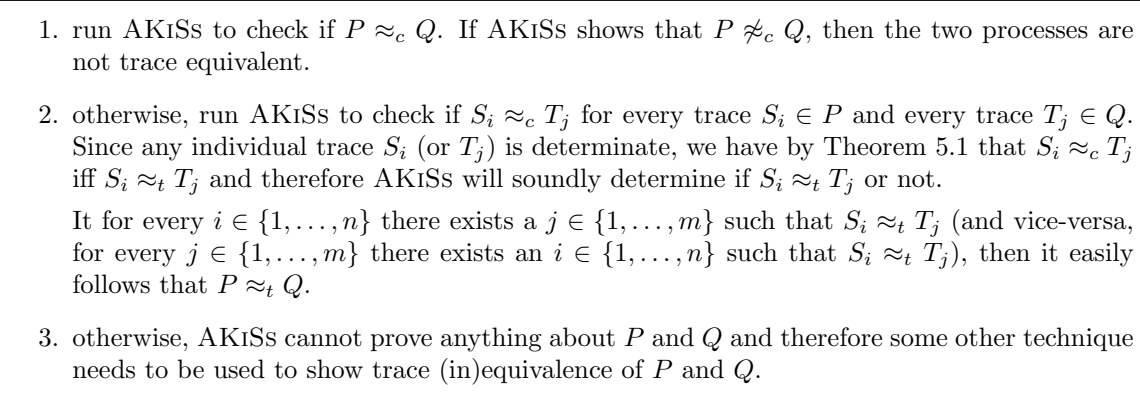 1. run AKISS to check if P ≈c Q. If AKISS shows that P ≉c Q, then the two processes are
not trace equivalent.
2. otherwise, run AKISS to check if Si ≈c Tj for every trace Si ∈ P and every trace Tj ∈ Q.
Since any individual trace Si (or Tj) is determinate, we have by Theorem 5.1 that Si ≈c Tj
iff Si ≈t Tj and therefore AKISS will soundly determine if Si ≈t Tj or not.
It for every i ∈ {1, . . . , n} there exists a j ∈ {1, . . . , m} such that Si ≈t Tj (and vice-versa,
for every j ∈ {1, . . . , m} there exists an i ∈ {1, . . . , n} such that Si ≈t Tj), then it easily
follows that P ≈t Q.
3. otherwise, AKISS cannot prove anything about P and Q and therefore some other technique
needs to be used to show trace (in)equivalence of P and Q.